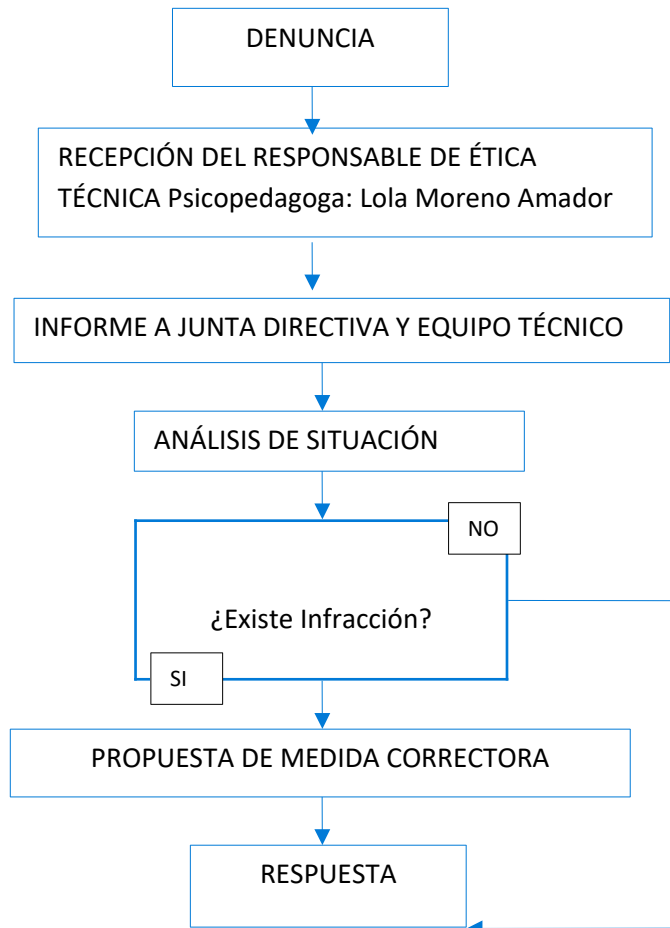 DENUNCIA
RECEPCIÓN DEL RESPONSABLE DE ÉTICA
TÉCNICA Psicopedagoga: Lola Moreno Amador
INFORME A JUNTA DIRECTIVA Y EQUIPO TÉCNICO
ANÁLISIS DE SITUACIÓN
NO
¿Existe Infracción?
SI
PROPUESTA DE MEDIDA CORRECTORA
RESPUESTA